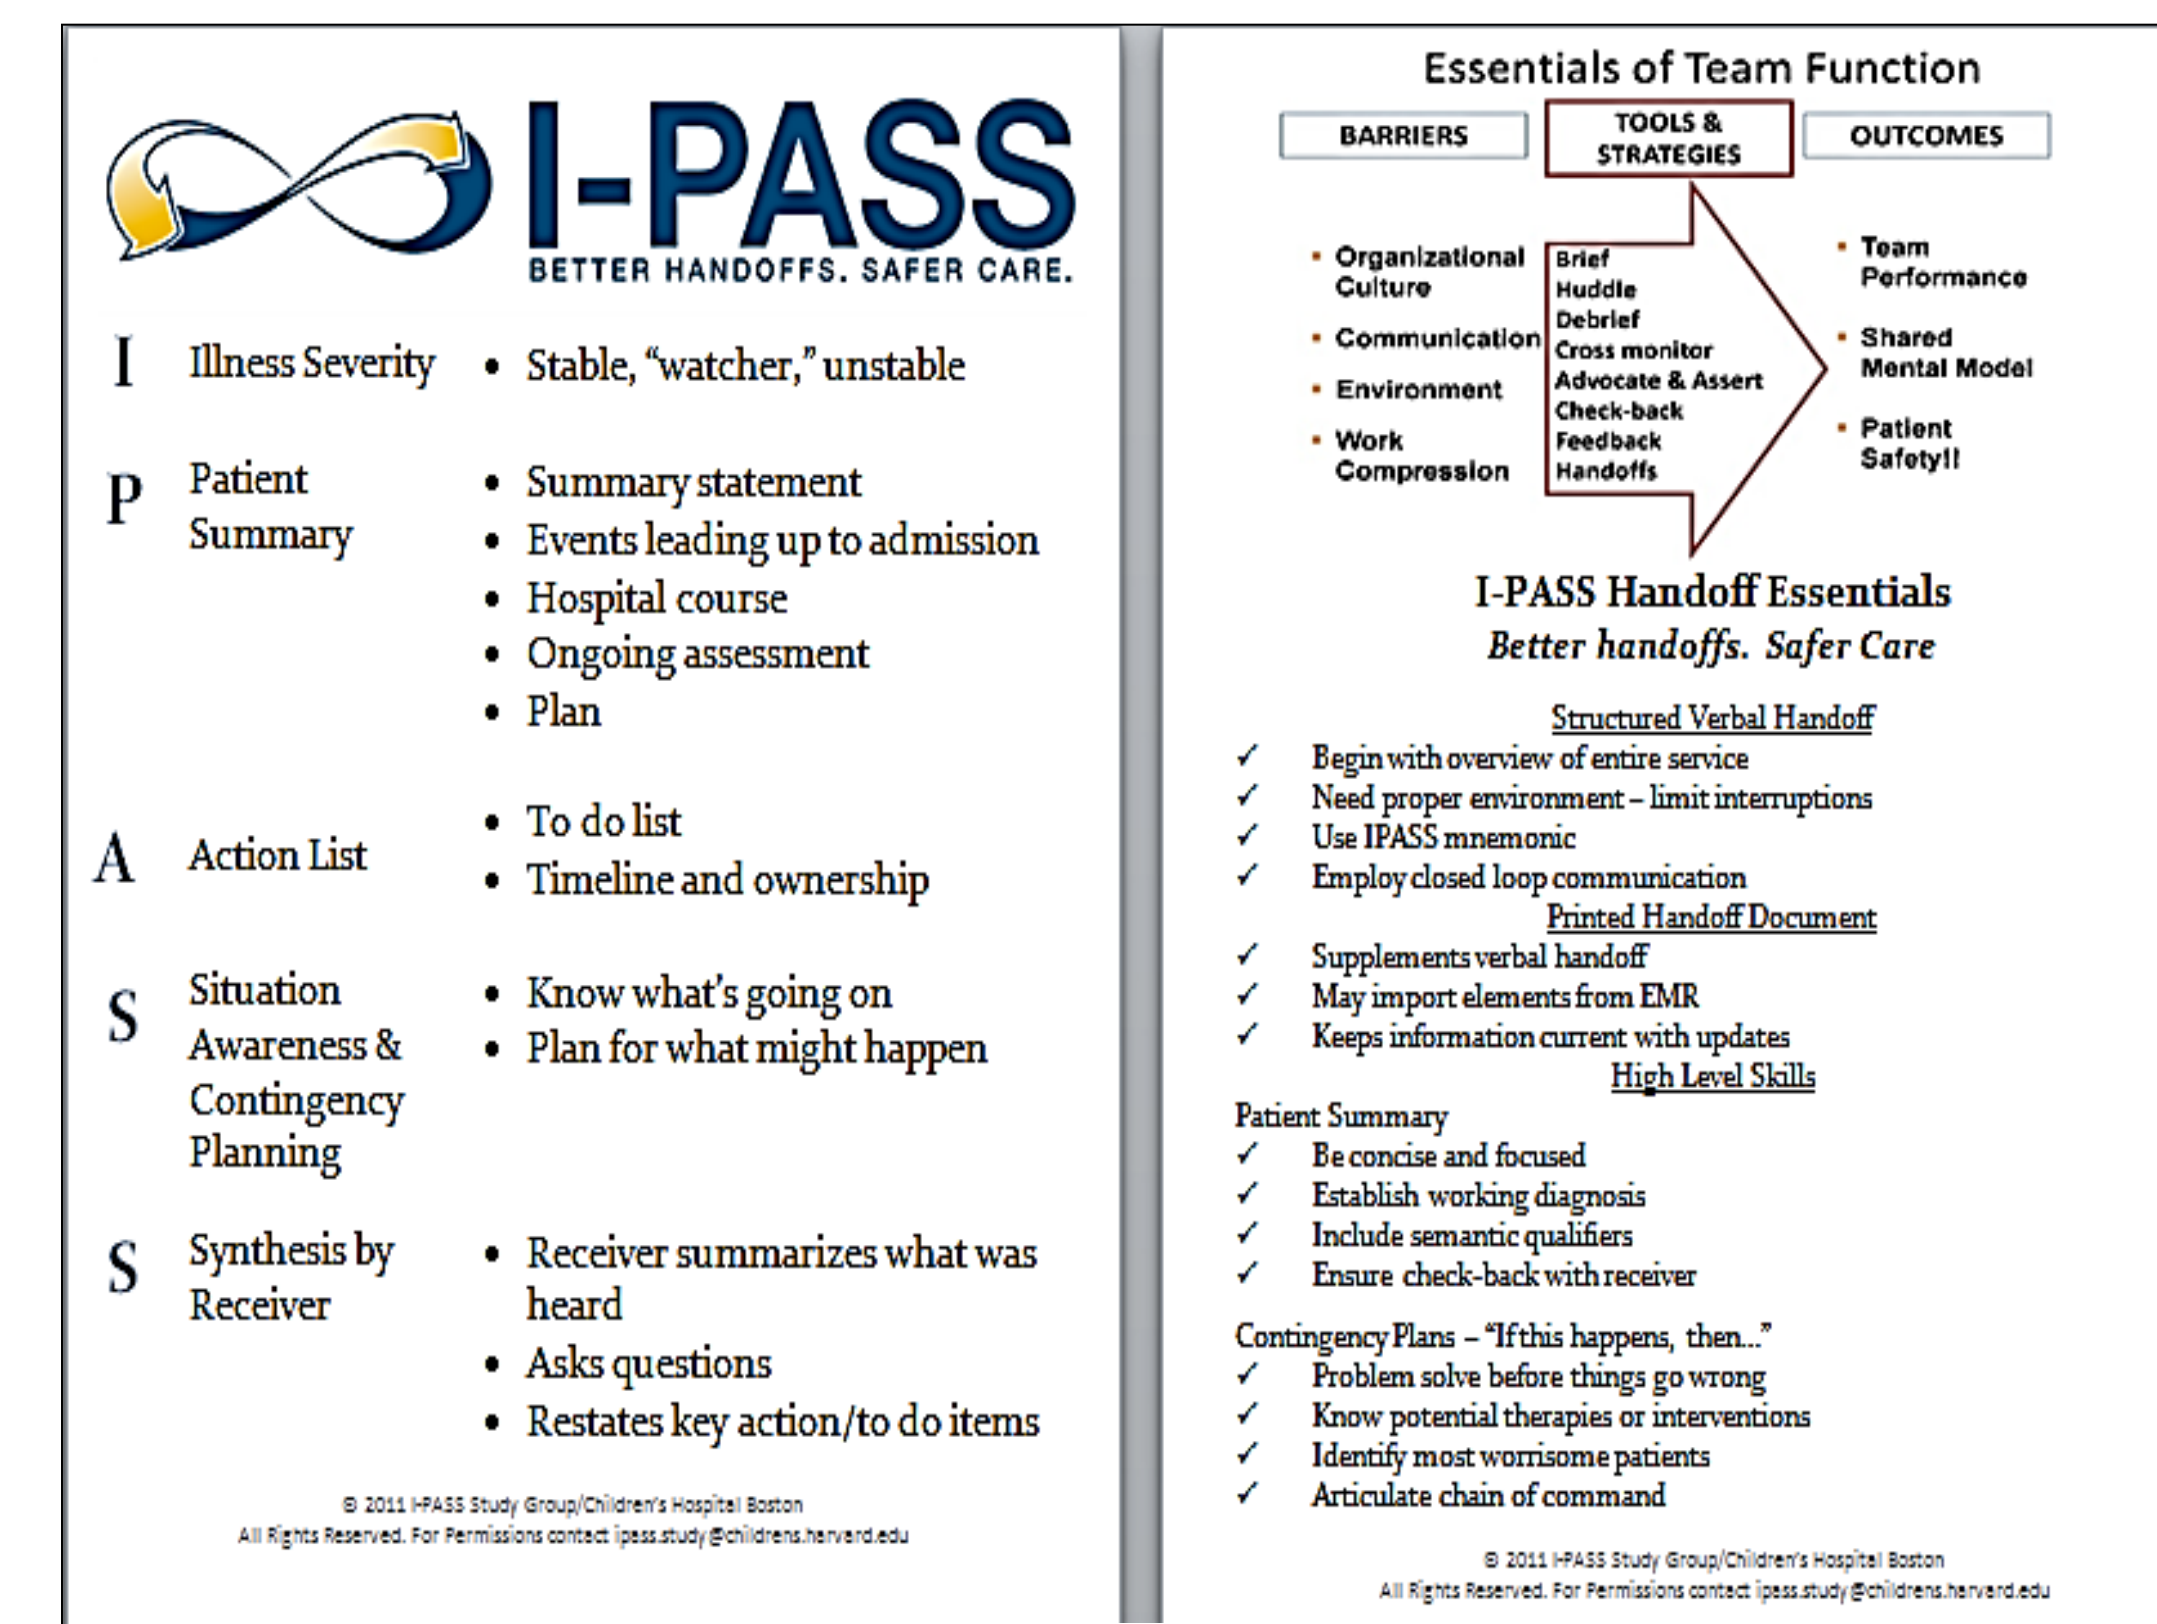 I-PASS
BETTER HANDOFFS. SAFER CARE.
I Illness Severity • Stable, “watcher,” unstable
P Patient Summary
• Summary statement
• Events leading up to admission
• Hospital course
• Ongoing assessment
• Plan
A Action List
• To do list
• Timeline and ownership
S Situation
Awareness &
Contingency
Planning
• Know what’s going on
• Plan for what might happen
S Synthesis by
Receiver
• Receiver summarizes what was
heard
• Asks questions
• Restates key action/to do items
© 2011 I-PASS Study Group/Children’s Hospital Boston
All Rights Reserved. For Permissions contact ipass.study@childrens.harvard.edu
Essentials of Team Function
BARRIERS
▪ Organizational
Culture
▪ Communication
▪ Environment
▪ Work
Compression
TOOLS &
STRATEGIES
Brief
Huddle
Debrief
Cross monitor
Advocate & Assert
Check-back
Feedback
Handoffs
OUTCOMES
▪ Team
Performance
▪ Shared
Mental Model
▪ Patient
Safety!!
I-PASS Handoff Essentials
Better handoffs. Safer Care
Structured Verbal Handoff
✓ Begin with overview of entire service
✓ Need proper environment – limit interruptions
✓ Use IPASS mnemonic
✓ Employ closed loop communication
Printed Handoff Document
✓ Supplements verbal handoff
✓ May import elements from EMR
✓ Keeps information current with updates
High Level Skills
Patient Summary
✓ Be concise and focused
✓ Establish working diagnosis
✓ Include semantic qualifiers
✓ Ensure check-back with receiver
Contingency Plans – “If this happens, then...”
✓ Problem solve before things go wrong
✓ Know potential therapies or interventions
✓ Identify most worrisome patients
✓ Articulate chain of command
© 2011 I-PASS Study Group/Children’s Hospital Boston
All Rights Reserved. For Permissions contact ipass.study@childrens.harvard.edu